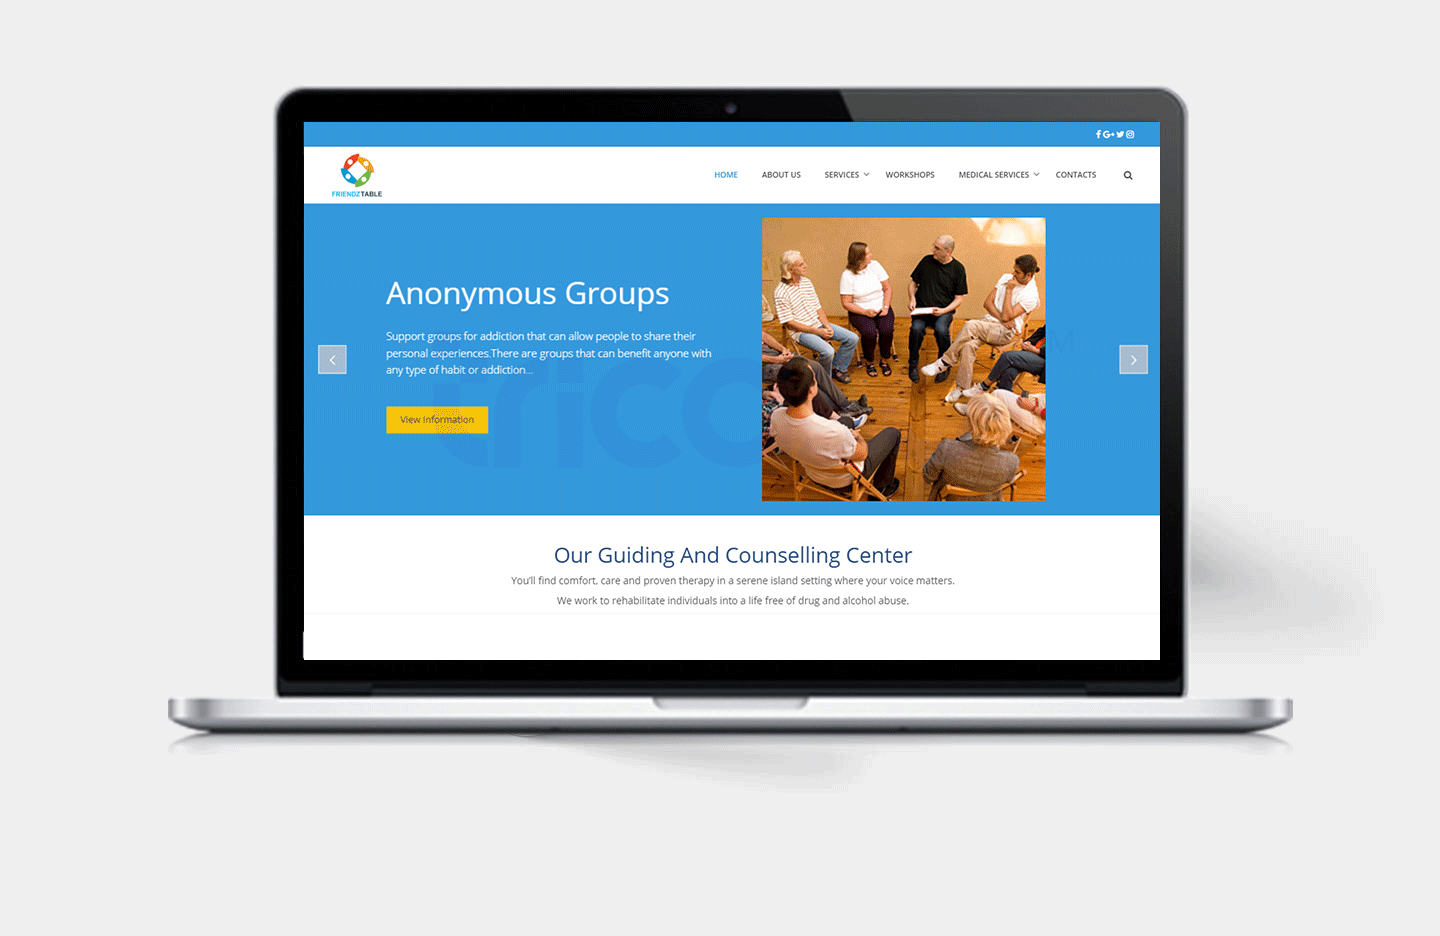 FRIENDZTABLE
HOME
ABOUT US
SERVICES
WORKSHOPS
MEDICAL SERVICES
CONTACTS
Anonymous Groups
Support groups for addiction that can allow people to share their
personal experiences.There are groups that can benefit anyone with
any type of habit or addiction...
View Information
Our Guiding And Counselling Center
You'll find comfort, care and proven therapy in a serene island setting where your voice matters.
We work to rehabilitate individuals into a life free of drug and alcohol abuse.